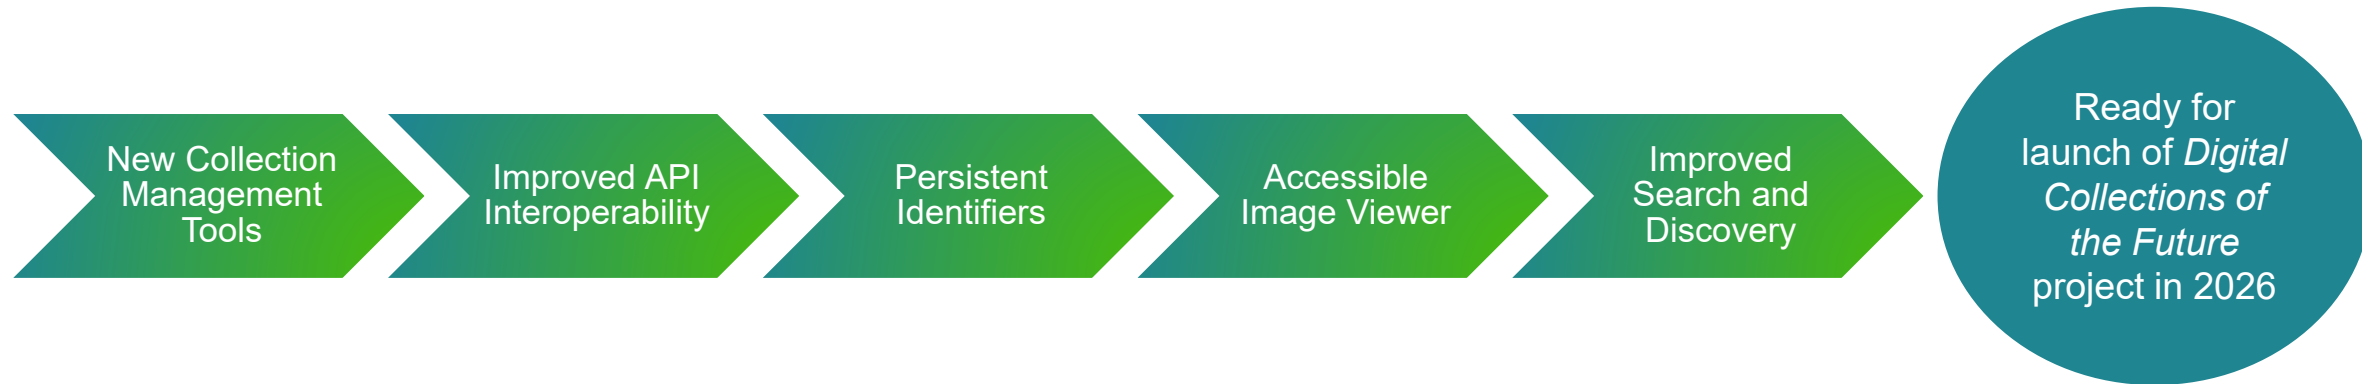 New Collection
Management
Tools
Improved API
Interoperability
Persistent
Identifiers
Accessible
Image Viewer
Improved
Search and
Discovery
Ready for
launch of Digital
Collections of
the Future
project in 2026